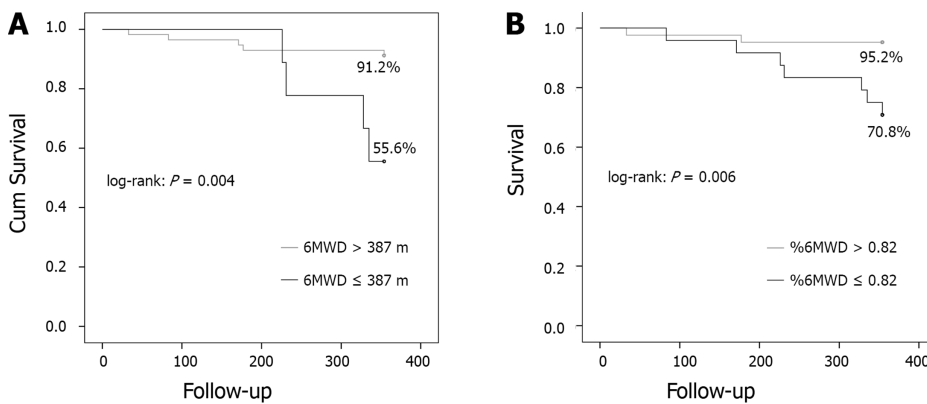 A
Cum Survival
1.0
0.8
0.6
0.4
0.2
0.0
91.2%
55.6%
log-rank: P = 0.004
6MWD > 387 m
6MWD ≤ 387 m
0 100 200 300 400
Follow-up
B
Survival
1.0
0.8
0.6
0.4
0.2
0.0
95.2%
70.8%
log-rank: P = 0.006
%6MWD > 0.82
%6MWD ≤ 0.82
0 100 200 300 400
Follow-up